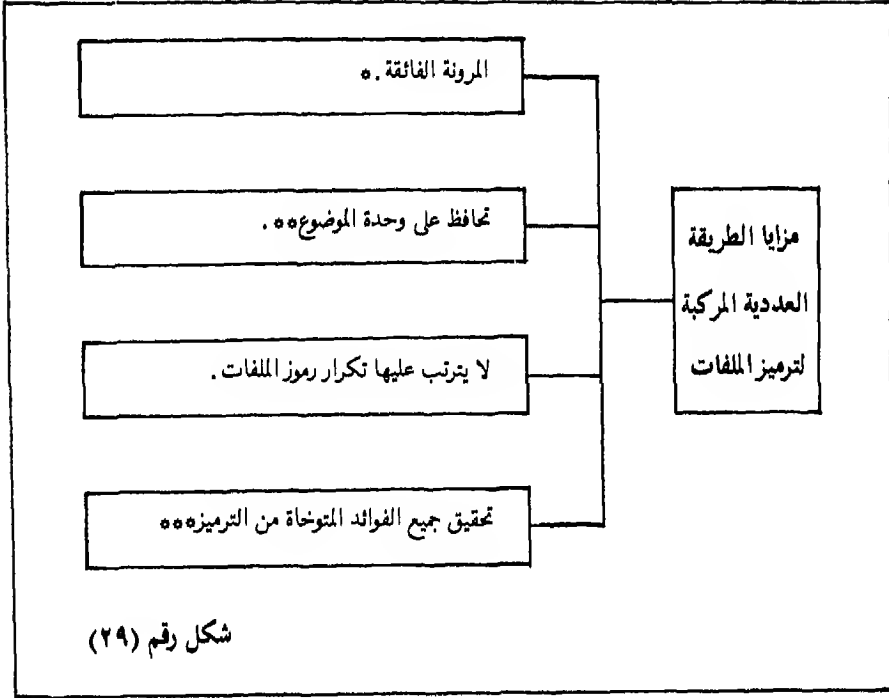 المرونة الفائقة.*
تحافظ على وحدة الموضوع**.
مزايا الطريقة
العددية المركبة
لترميز الملفات
لا يترتب عليها تكرار رموز الملفات.
تحقيق جميع الفوائد المتوخاة من الترميز***
شكل رقم (٢٩)